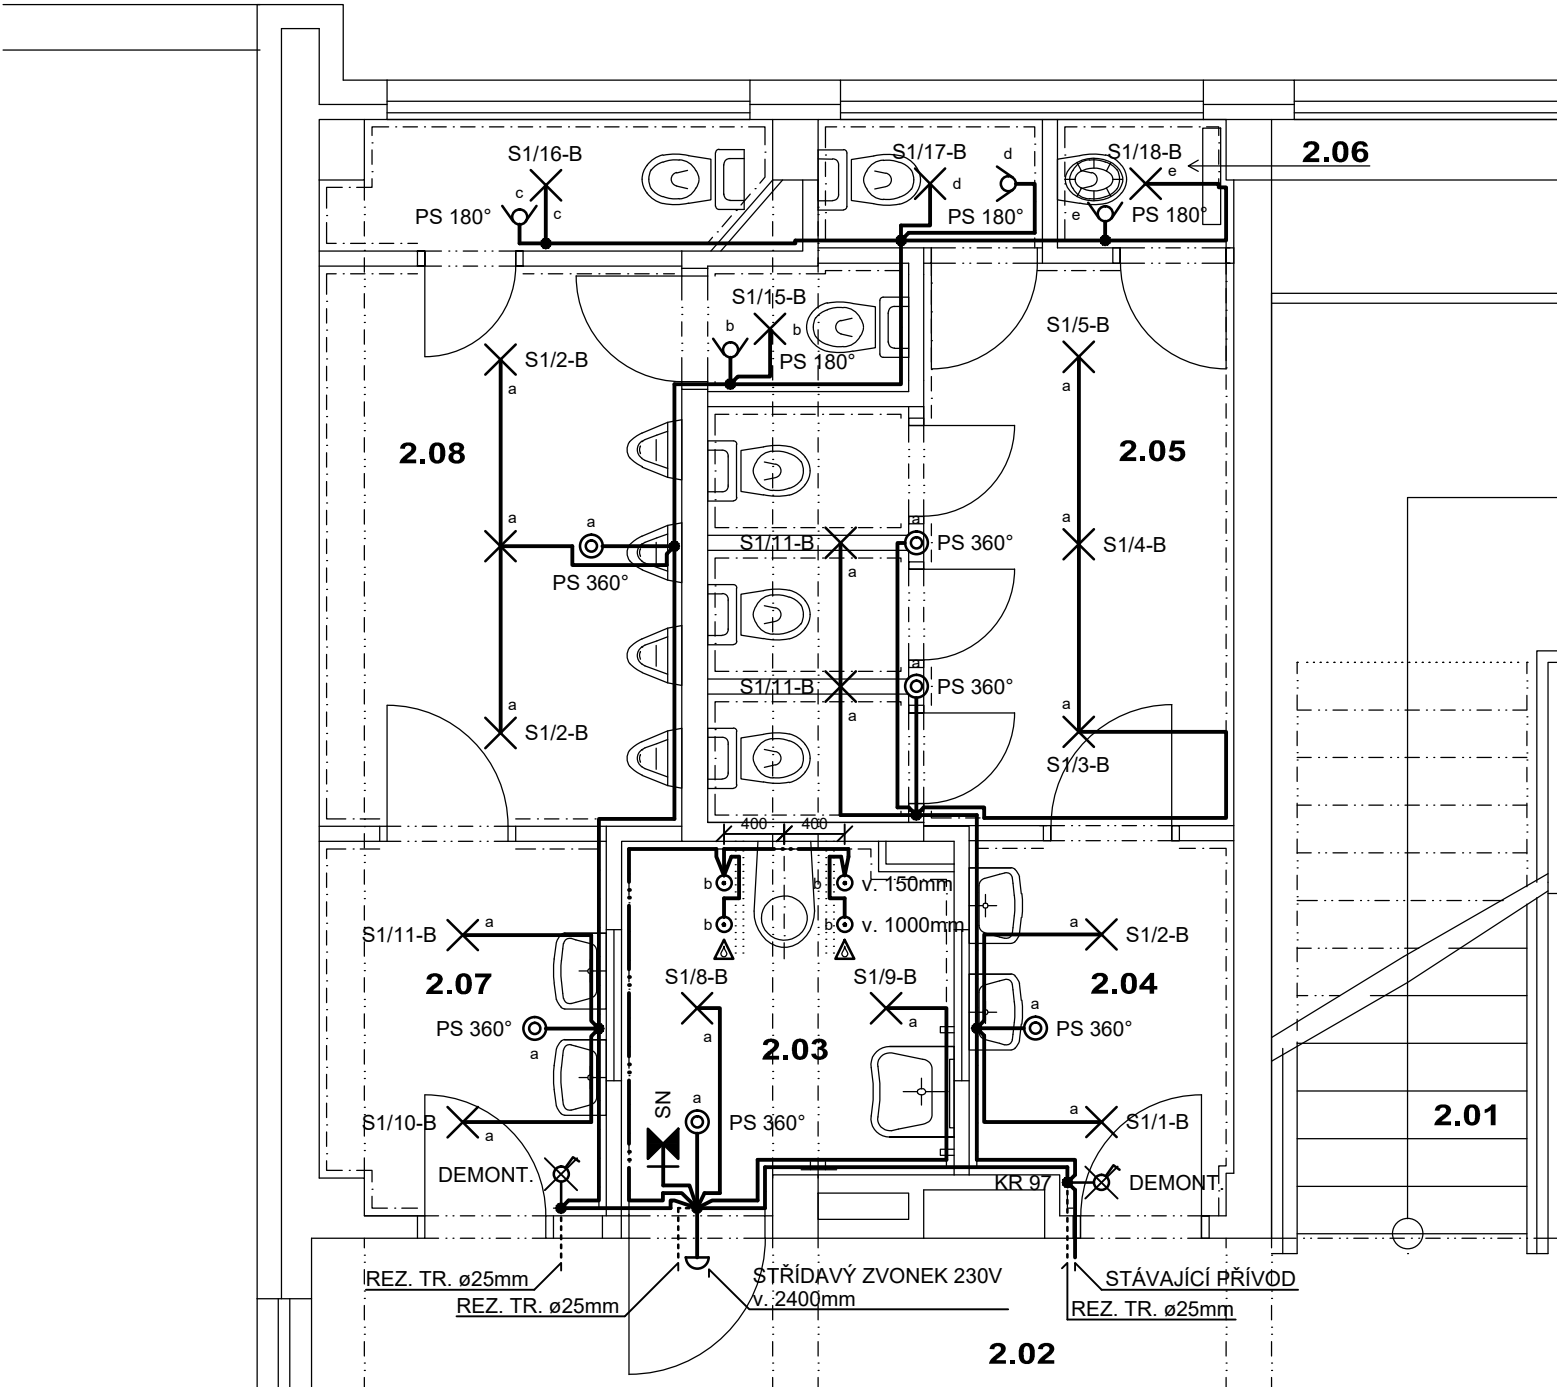 2.06
S1/16-B
c
c
PS 180°
S1/17-B
d
d
PS 180°
S1/18-B
e
e
PS 180°
S1/15-B
b
b
PS 180°
S1/2-B
a
S1/5-B
a
2.08
2.05
a
a
PS 360°
S1/11-B
a
a
PS 360°
a
S1/4-B
a
S1/2-B
S1/11-B
a
a
PS 360°
a
S1/3-B
400
400
b
b
v. 150mm
b
b
v. 1000mm
S1/11-B
a
2.07
PS 360°
a
S1/10-B
a
S1/8-B
a
S1/9-B
a
2.03
SN
a
PS 360°
a
S1/2-B
2.04
a
PS 360°
a
S1/1-B
2.01
DEMONT.
KR 97
DEMONT.
REZ. TR. ø25mm
REZ. TR. ø25mm
STŘÍDAVÝ ZVONEK 230V
v. 2400mm
STÁVAJÍCÍ PŘÍVOD
REZ. TR. ø25mm
2.02